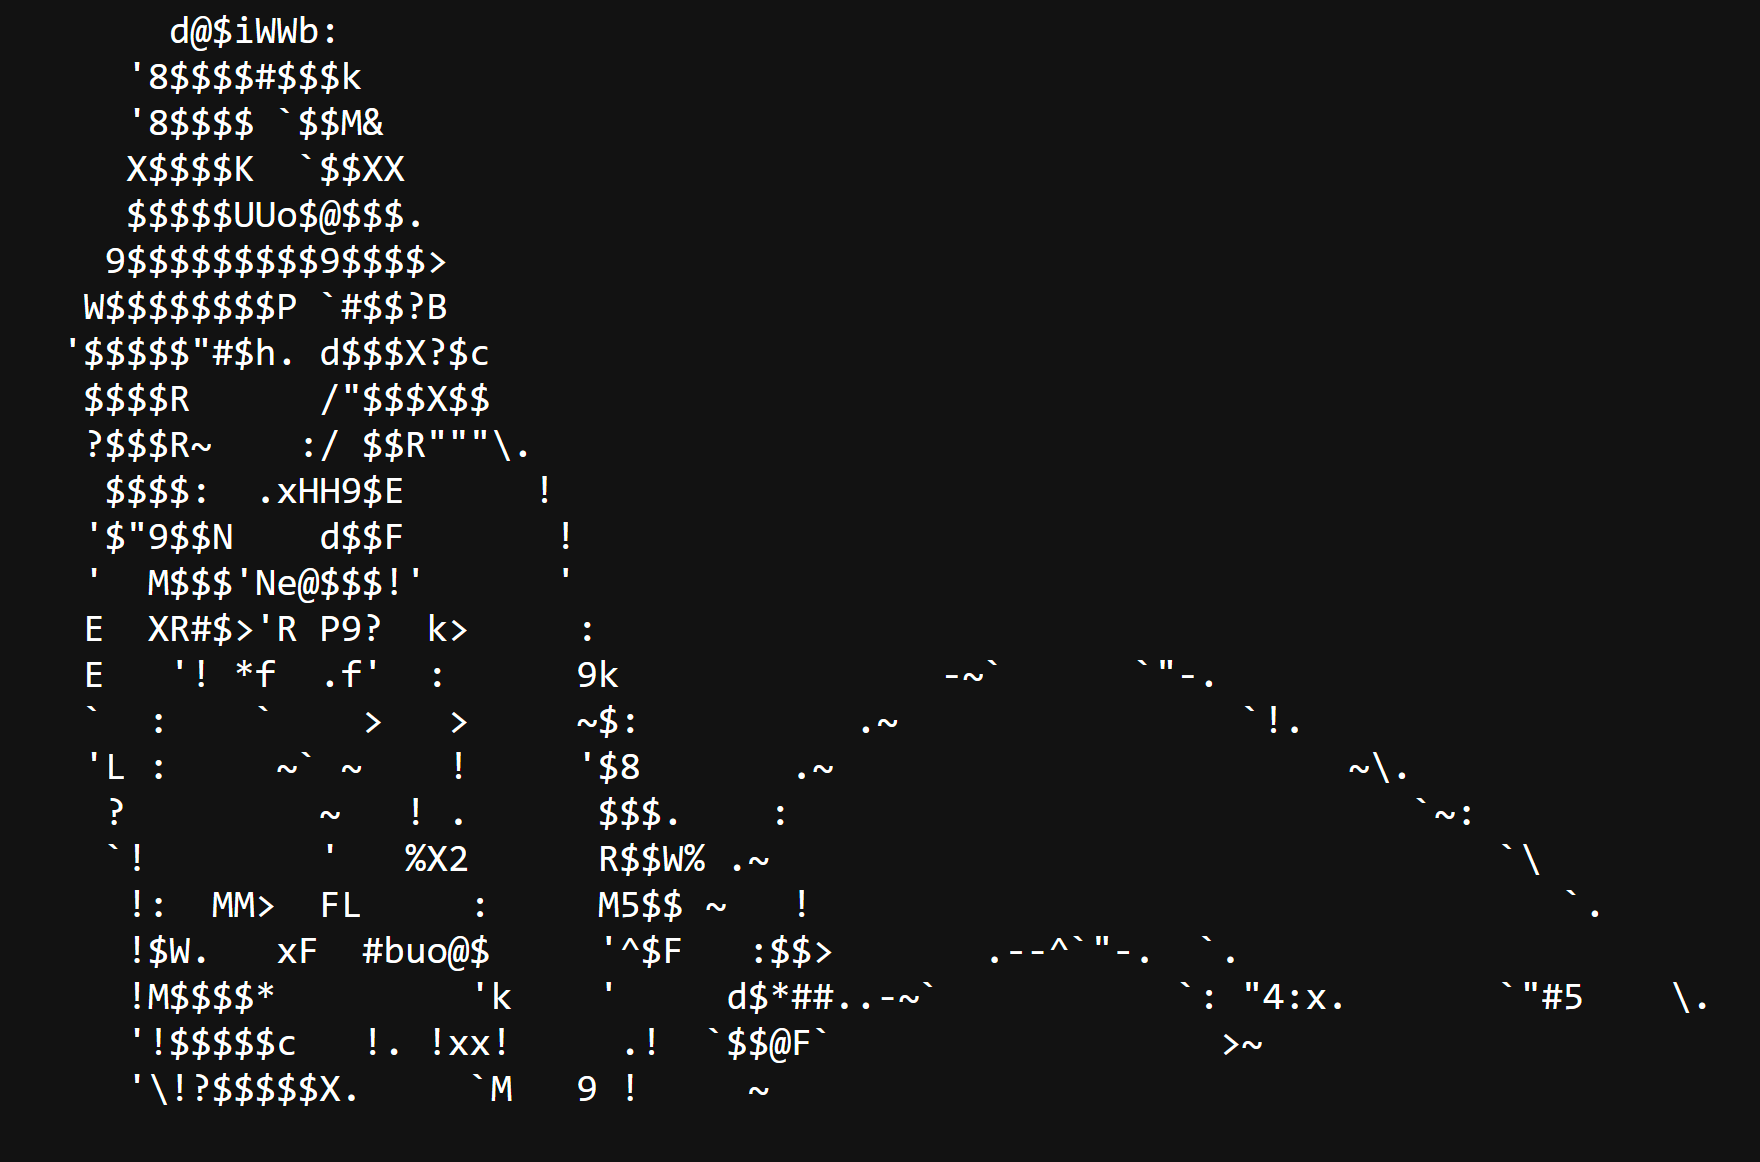 d@$iWWb:
      '8$$$$#$$$k
      '8$$$$ `$$M&
      X$$$$K  `$$XX
      $$$$$UUo$@$$$.
     9$$$$$$$$$9$$$$>
    W$$$$$$$$P `#$$?B
   '$$$$$"#$h. d$$$X?$c
    $$$$R      /"$$$X$$
    ?$$$R~    :/ $$R"""\.
     $$$$:  .xHH9$E      !
    '$"9$$N    d$$F       !
    '  M$$$'Ne@$$$!'      '
    E  XR#$>'R P9?  k>     :
    E   '! *f  .f'  :      9k               -~`      `"-.
    `  :    `    >   >     ~$:          .~                `!.
    'L :     ~` ~    !     '$8       .~                        ~\.
     ?         ~   ! .      $$$.    :                             `~:
     `!        '   %X2      R$$W% .~                                  `\
      !:  MM>  FL     :     M5$$ ~   !                                   `.
      !$W.   xF  #buo@$     '^$F   :$$>       .--^`"-.  `.
      !M$$$$*         'k    '     d$*##..-~`           `: "4:x.       `"#5    \.
      '!$$$$$c   !. !xx!     .!  `$$@F`                  >~
      '\!?$$$$$X.     `M   9 !     ~